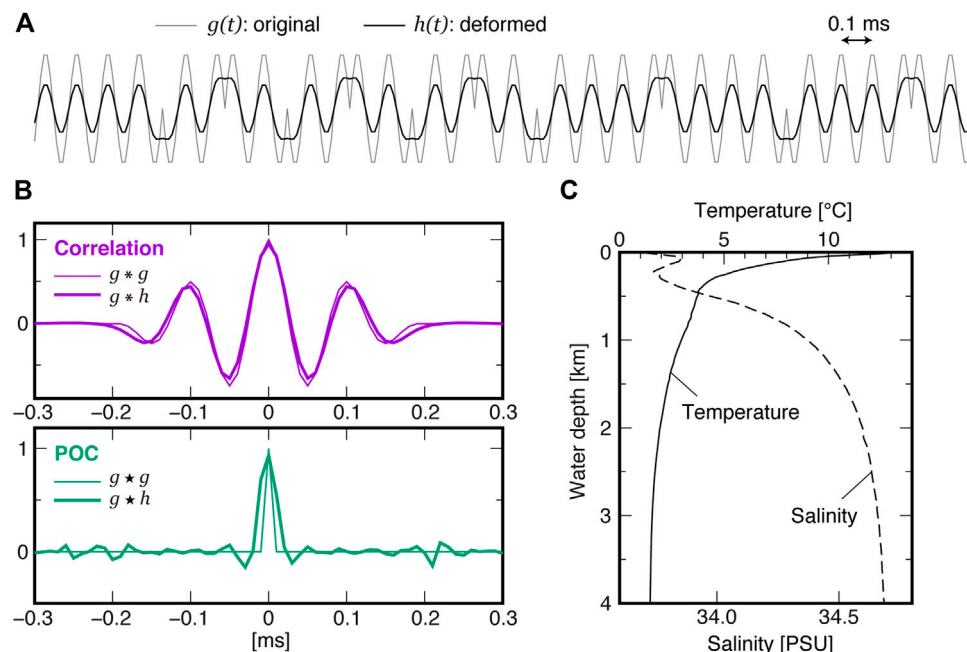 A
g(t): original
h(t): deformed
0.1 ms
B
Correlation
g * g
g * h
1
0
−0.3 −0.2 −0.1 0 0.1 0.2 0.3
POC
g ★ g
g ★ h
1
0
−0.3 −0.2 −0.1 0 0.1 0.2 0.3
[ms]
C
Temperature [°C]
0 5 10
Water depth [km]
0
1
2
3
4
Temperature
Salinity
34.0 34.5
Salinity [PSU]